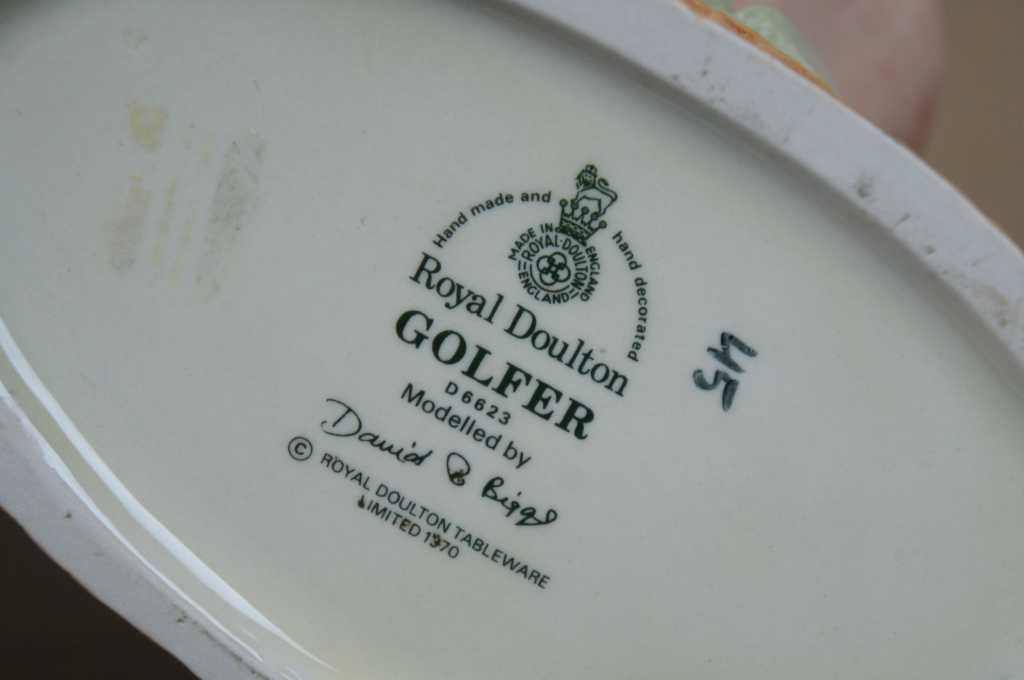 Hand made and hand decorated
MADE IN ENGLAND
ROYAL·DOULTON
ENGLAND
Royal Doulton
GOLFER
D6623
Modelled by
David B Biggs
© ROYAL DOULTON TABLEWARE
LIMITED 1970
45